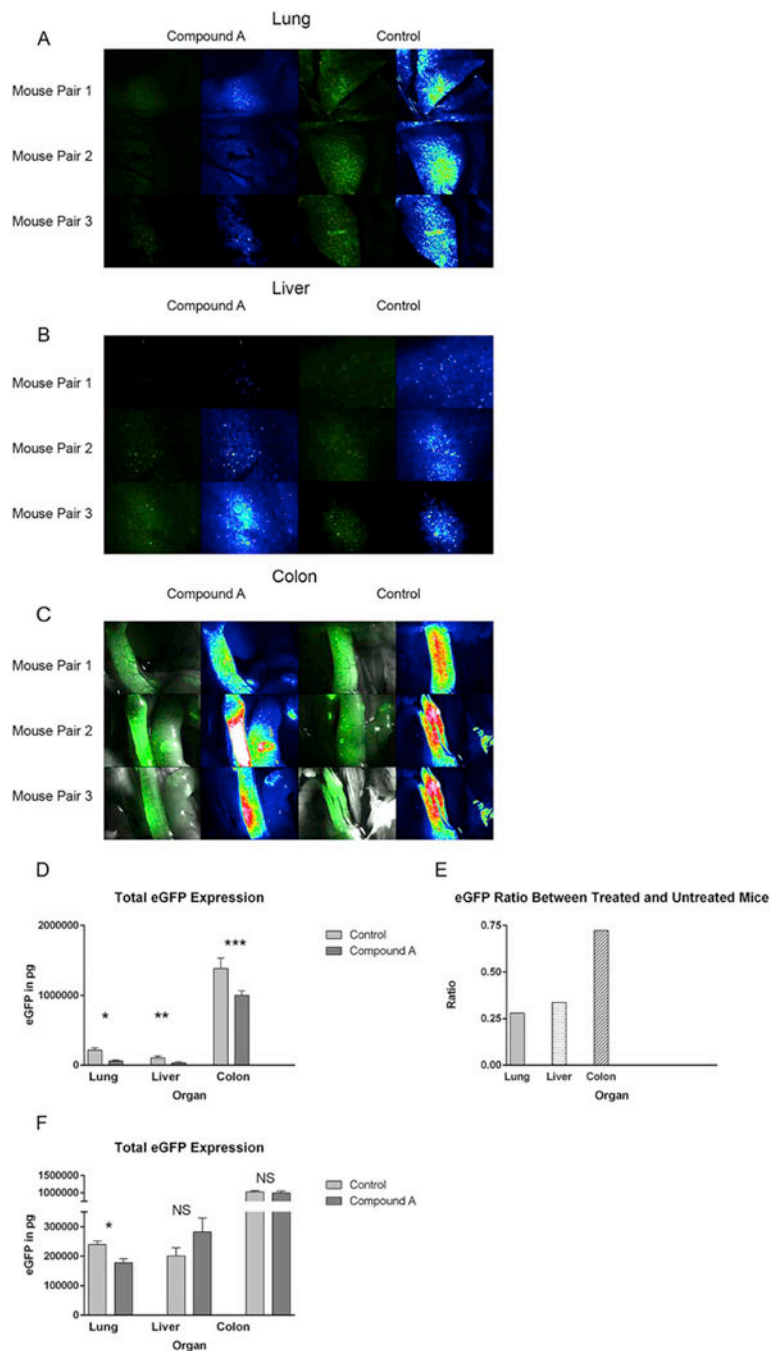 Lung
A
Compound A Control
Mouse Pair 1
Mouse Pair 2
Mouse Pair 3
Liver
Compound A Control
B
Mouse Pair 1
Mouse Pair 2
Mouse Pair 3
Colon
Compound A Control
C
Mouse Pair 1
Mouse Pair 2
Mouse Pair 3
D
Total eGFP Expression
2000000
1000000
0
eGFP in pg
*
**
***
Lung Liver Colon
Organ
Control
Compound A
E
eGFP Ratio Between Treated and Untreated Mice
0.75
0.50
0.25
0.00
Ratio
Lung Liver Colon
Organ
F
Total eGFP Expression
1500000
1000000
300000
200000
100000
0
eGFP in pg
*
NS
NS
Lung Liver Colon
Organ
Control
Compound A